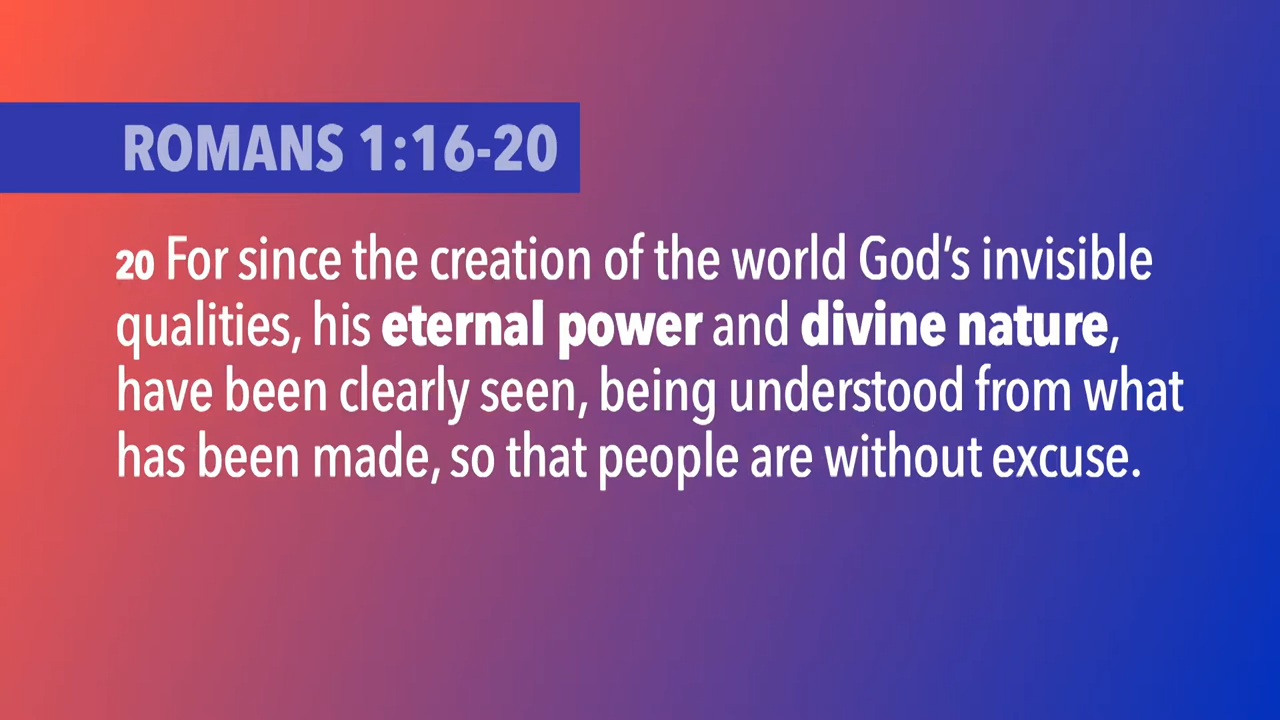 ROMANS 1:16-20
20 For since the creation of the world God's invisible
qualities, his eternal power and divine nature,
have been clearly seen, being understood from what
has been made, so that people are without excuse.